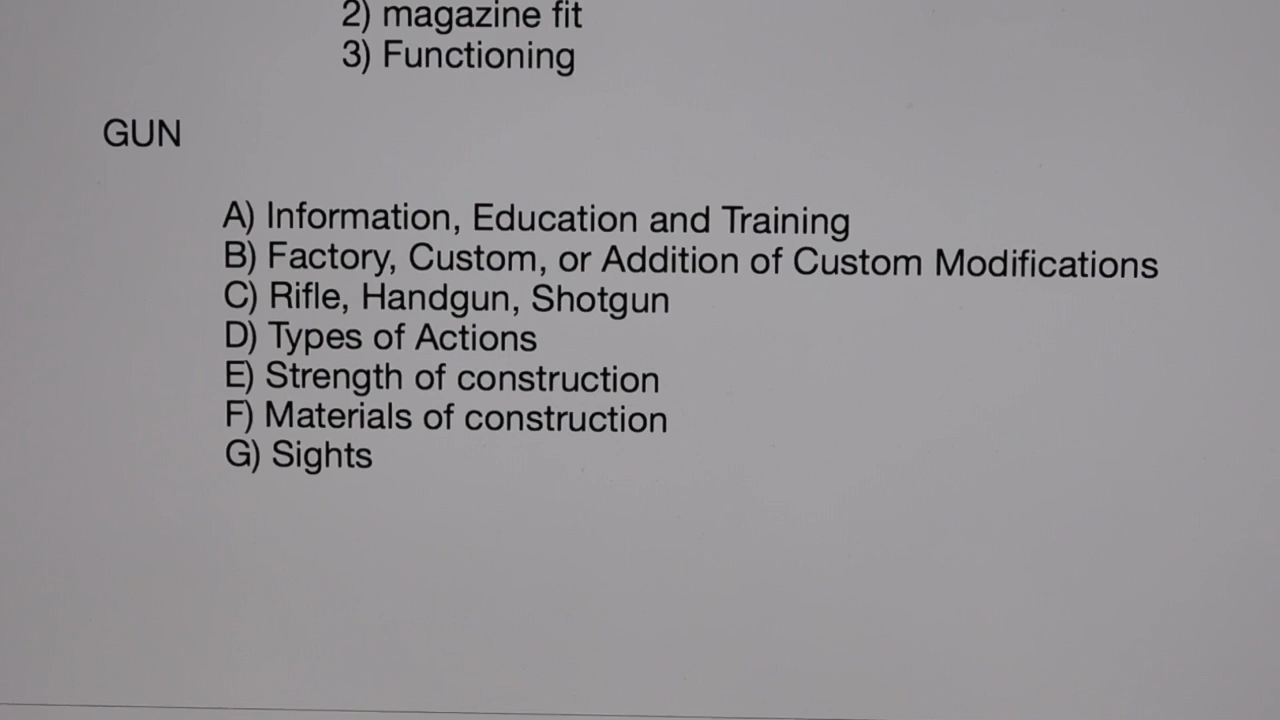 2) magazine fit
3) Functioning
GUN
A) Information, Education and Training
B) Factory, Custom, or Addition of Custom Modifications
C) Rifle, Handgun, Shotgun
D) Types of Actions
E) Strength of construction
F) Materials of construction
G) Sights